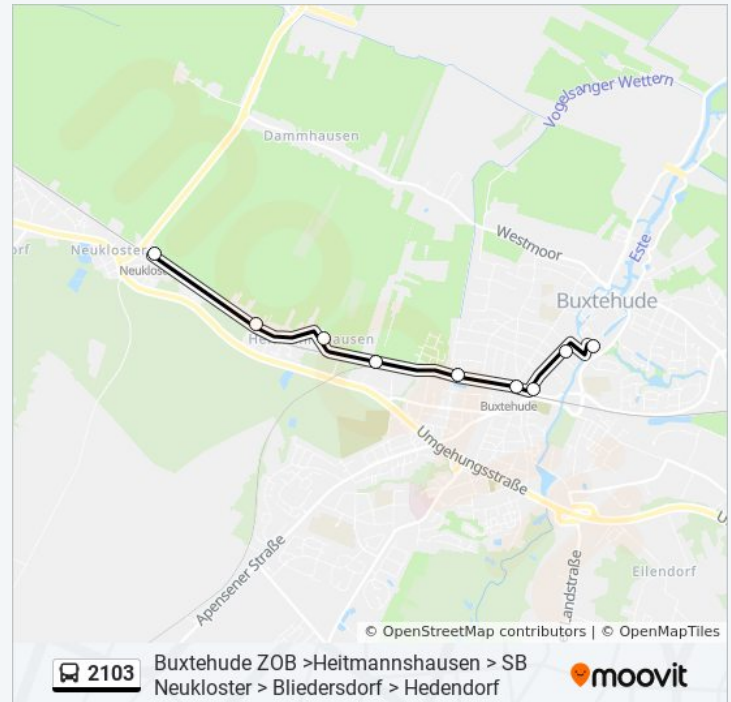 Vogelsanger Wettern
Dammhausen
Westmoor
Este
Neukloster
Buxtehude
Buxtehude
Umgehungsstraße
Apensener Straße
Eilendorf
Landstraße
© OpenStreetMap contributors | © OpenMapTiles
2103
Buxtehude ZOB >Heitmannshausen > SB
Neukloster > Bliedersdorf > Hedendorf
moovit